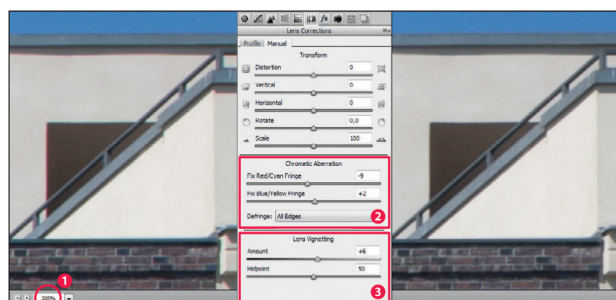 fx
Lens Corrections
Profile Manual
Transform
Distortion 0
Vertical 0
Horizontal 0
Rotate 0,0
Scale 100
Chromatic Aberration
Fix Red/Cyan Fringe -9
Fix Blue/Yellow Fringe +2
Defringe: All Edges
2
Lens Vignetting
Amount +6
Midpoint 50
3
1
200%